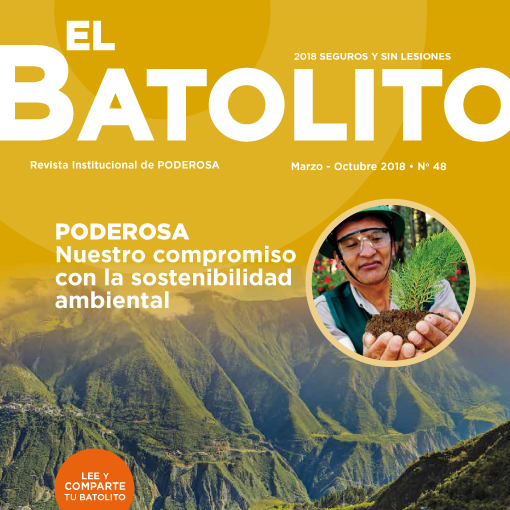 EL
BATOLITO
2018 SEGUROS Y SIN LESIONES
Revista Institucional de PODEROSA
Marzo - Octubre 2018 • N° 48
PODEROSA
Nuestro compromiso
con la sostenibilidad
ambiental
LEE Y
COMPARTE
TU BATOLITO